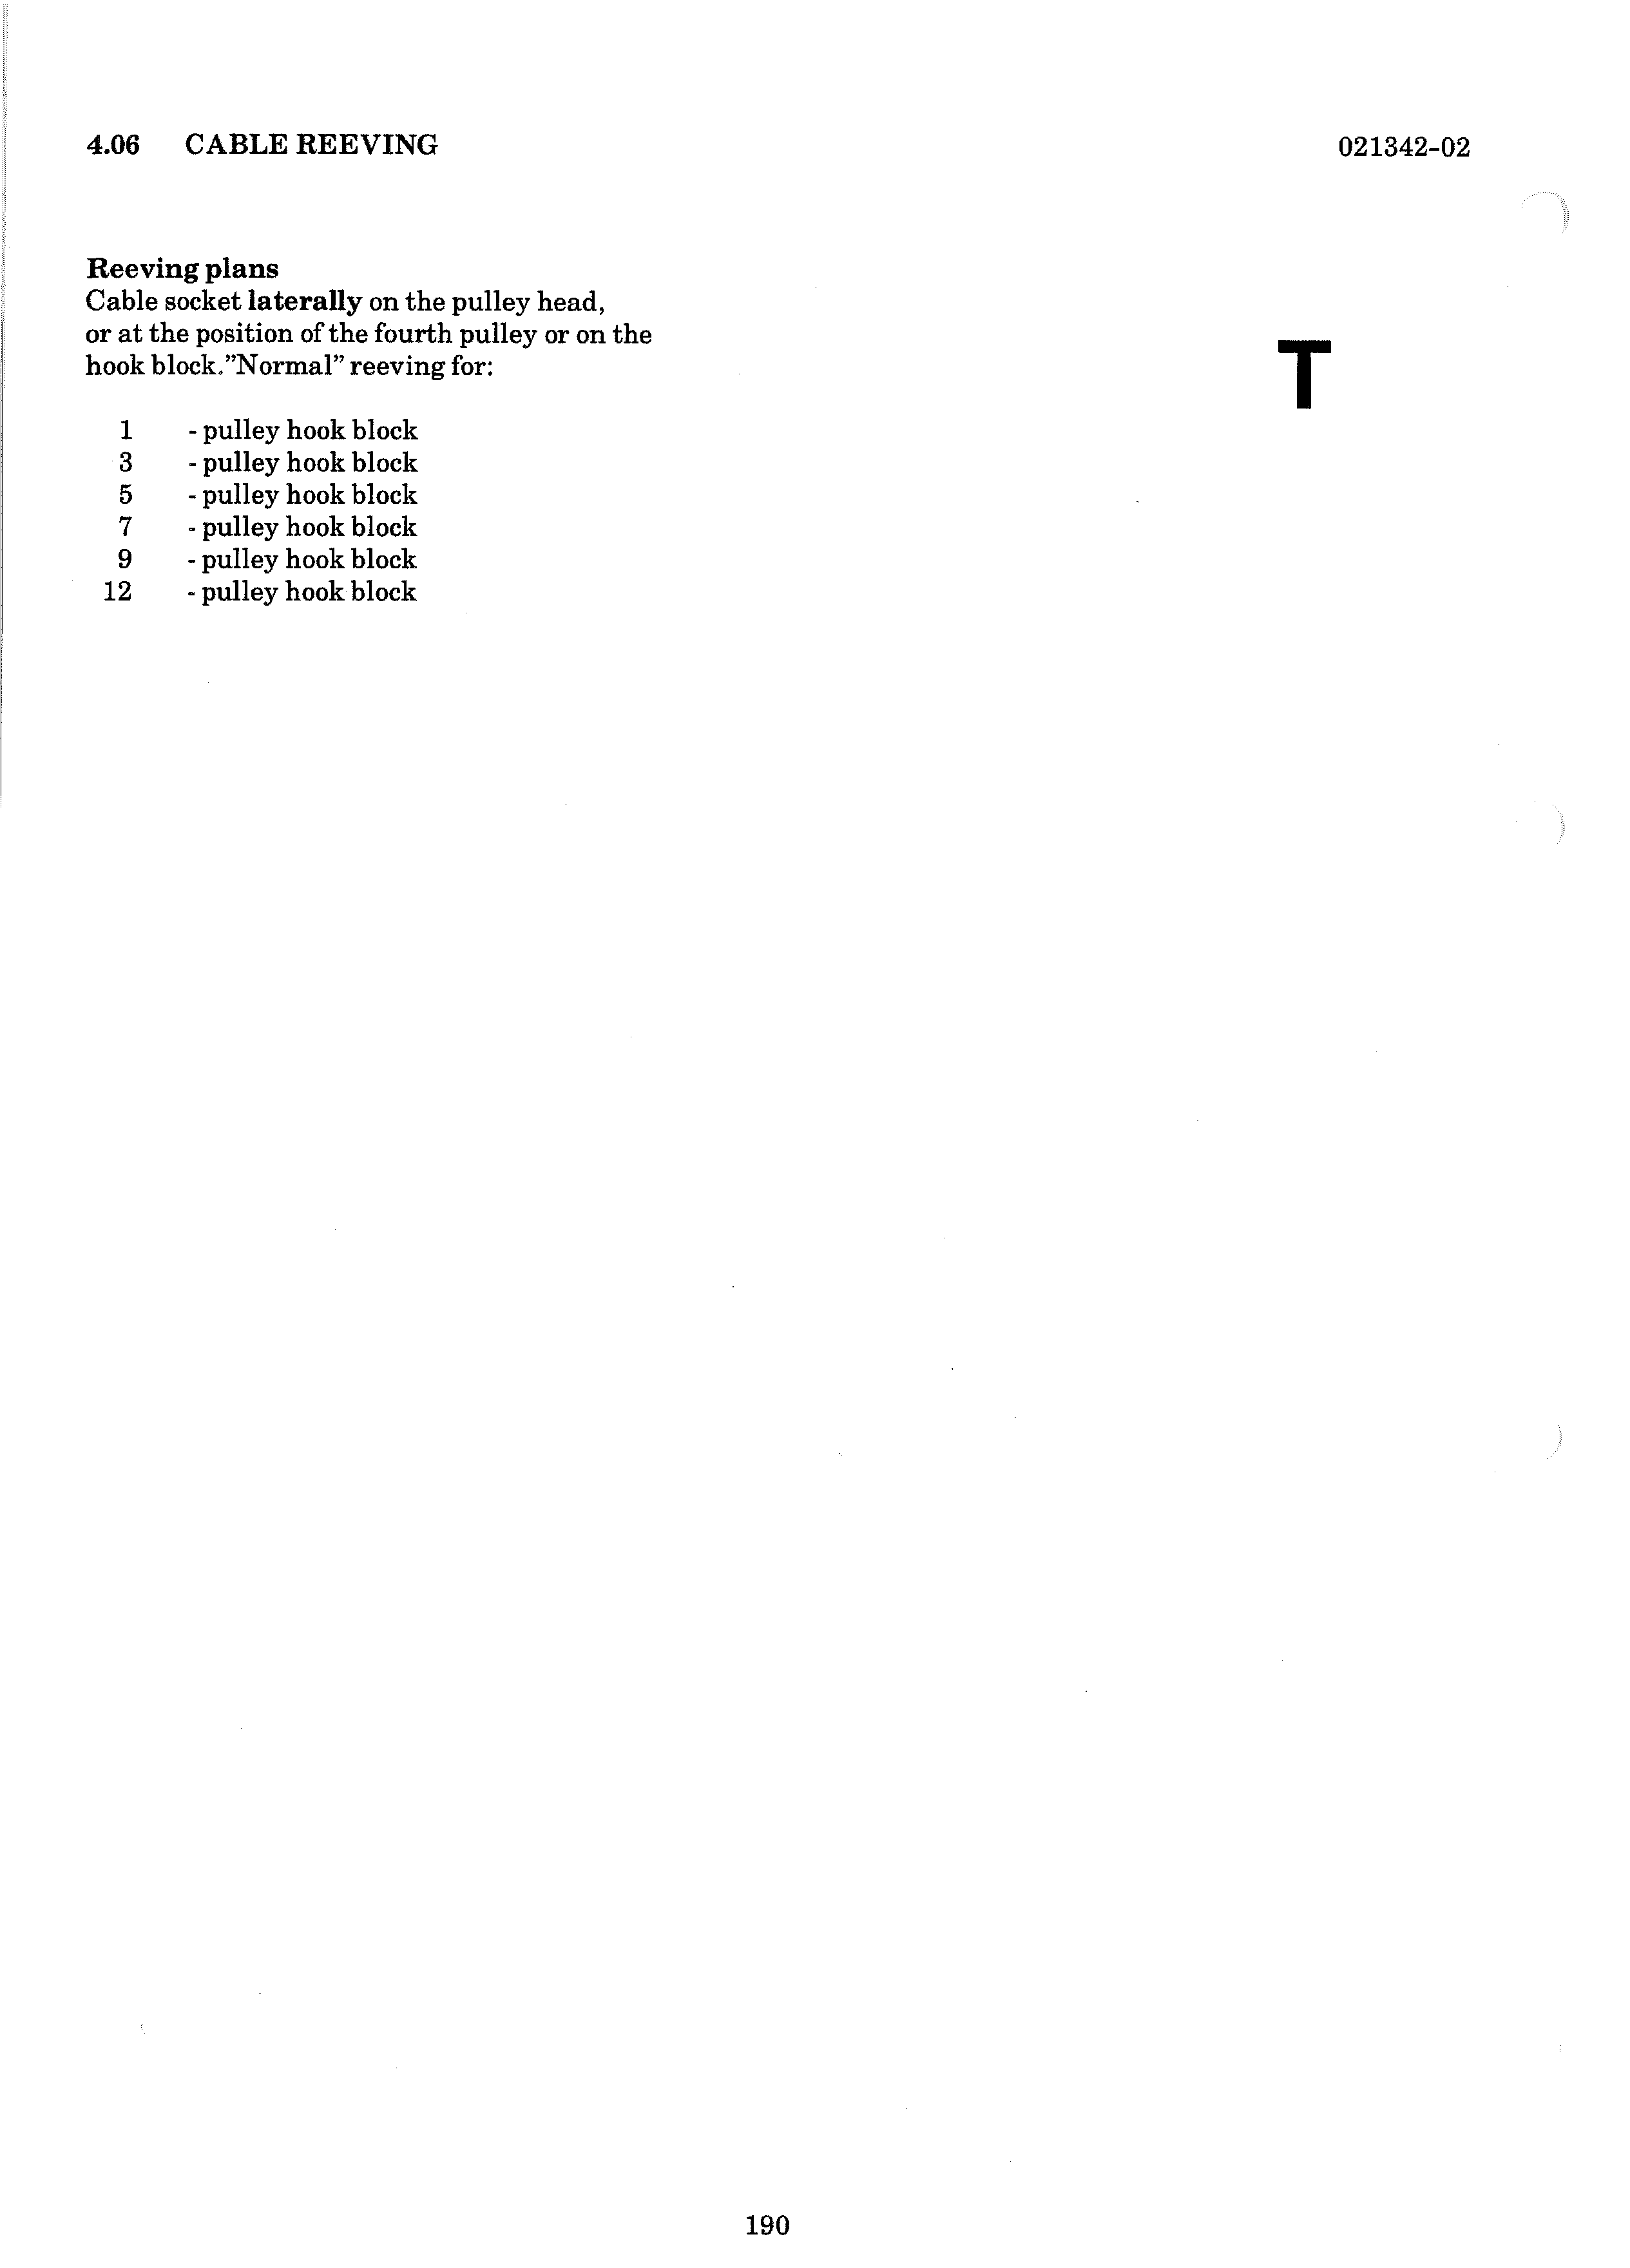 4.06 CABLE REEVING 021342-02
Reeving plans
Cable socket laterally on the pulley head,
or at the position of the fourth pulley or on the
hook block.”Normal” reeving for:
T
1 - pulley hook block
3 - pulley hook block
5 - pulley hook block
7 - pulley hook block
9 - pulley hook block
12 - pulley hook block
190